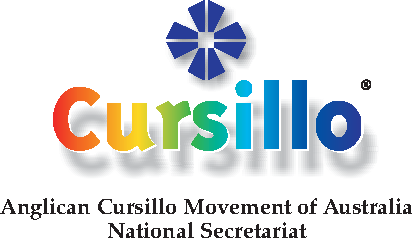 Cursillo®
Anglican Cursillo Movement of Australia
National Secretariat